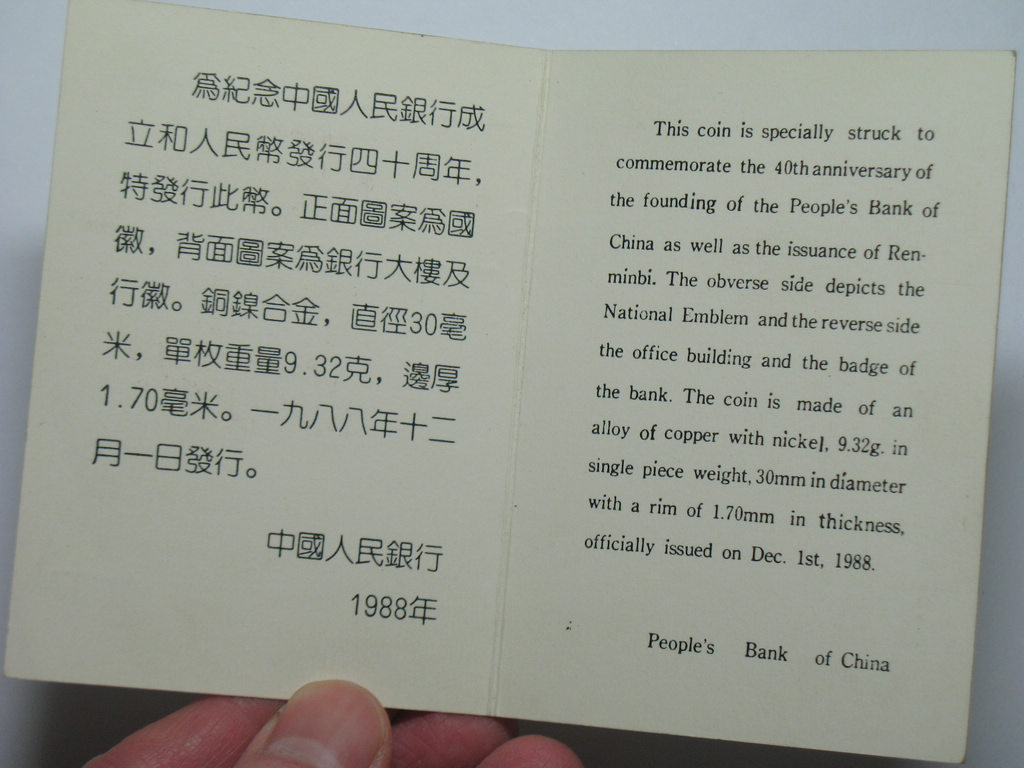 爲紀念中國人民銀行成
立和人民幣發行四十周年，
特發行此幣。正面圖案爲國
徽，背面圖案爲銀行大樓及
行徽。銅鎳合金，直徑30毫
米，單枚重量9.32克，邊厚
1.70毫米。一九八八年十二
月一日發行。
中國人民銀行
1988年
This coin is specially struck to
commemorate the 40th anniversary of
the founding of the People's Bank of
China as well as the issuance of Ren-
minbi. The obverse side depicts the
National Emblem and the reverse side
the office building and the badge of
the bank. The coin is made of an
alloy of copper with nickel, 9.32g. in
single piece weight, 30mm in diameter
with a rim of 1.70mm in thickness,
officially issued on Dec. 1st, 1988.
People's Bank of China